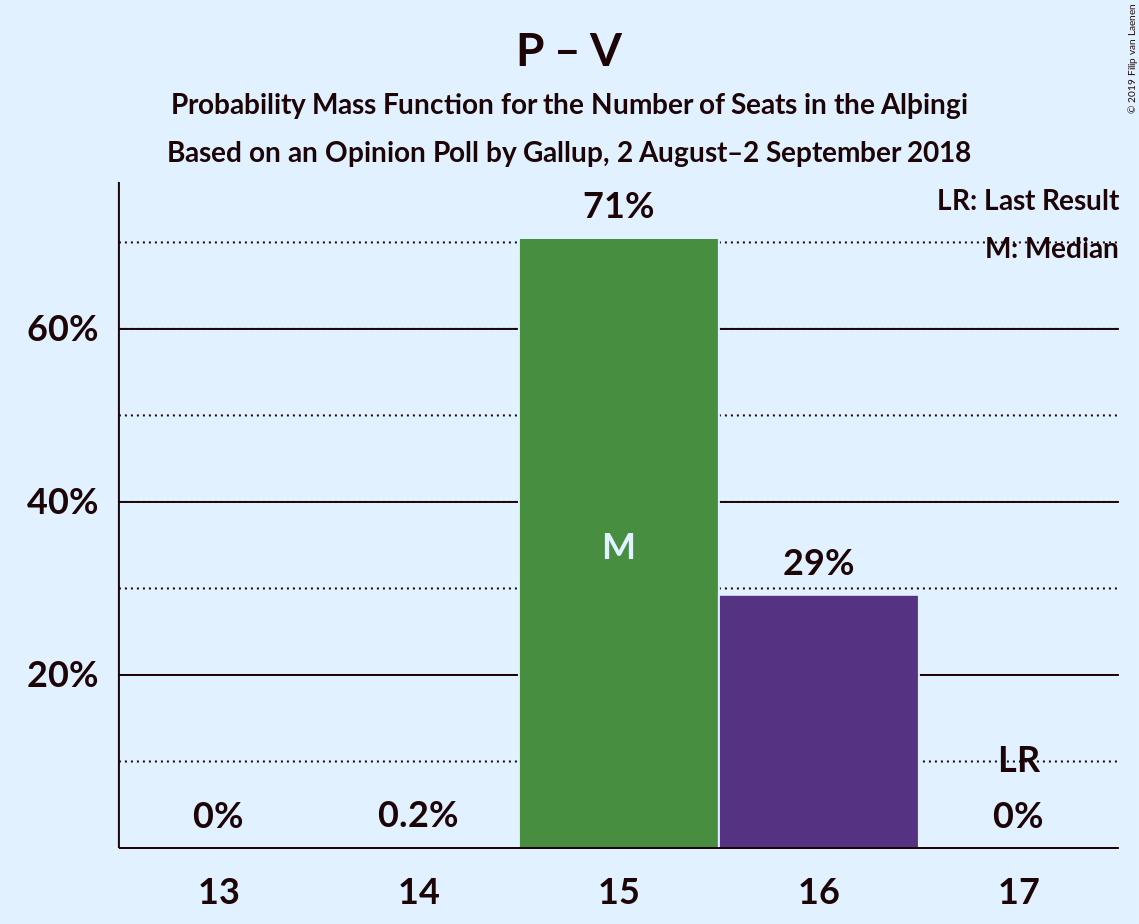 P – V
Probability Mass Function for the Number of Seats in the Alþingi
Based on an Opinion Poll by Gallup, 2 August–2 September 2018
© 2019 Filip van Laenen
LR: Last Result
M: Median
71%
60%
40%
20%
M
29%
LR
0%
0.2%
0%
13
14
15
16
17